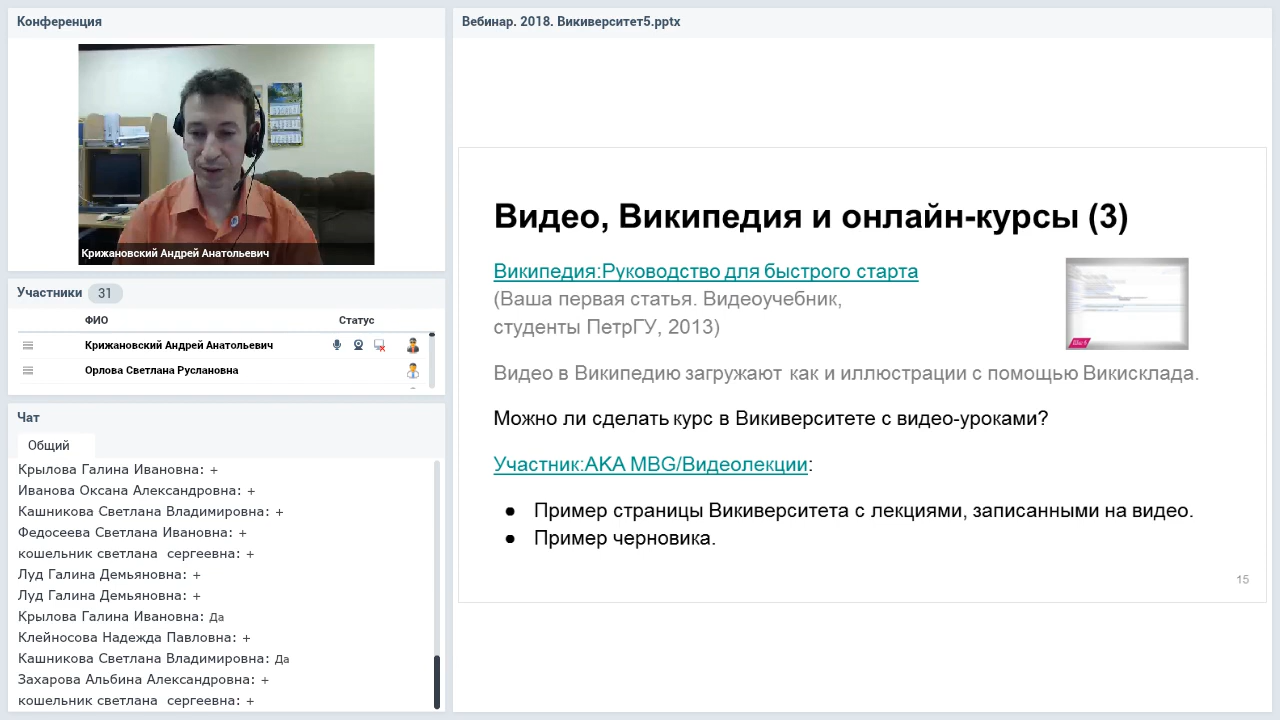 Конференция
Крижановский Андрей Анатольевич
Участники 31
ФИО Статус
Крижановский Андрей Анатольевич
Орлова Светлана Руслановна
Чат
Общий
Крылова Галина Ивановна: +
Иванова Оксана Александровна: +
Кашникова Светлана Владимировна: +
Федосеева Светлана Ивановна: +
кошельник светлана сергеевна: +
Луд Галина Демьяновна: +
Луд Галина Демьяновна: +
Крылова Галина Ивановна: Да
Клейносова Надежда Павловна: +
Кашникова Светлана Владимировна: Да
Захарова Альбина Александровна: +
кошельник светлана сергеевна: +
Вебинар. 2018. Викиверситет5.pptx
Видео, Википедия и онлайн-курсы (3)
Википедия:Руководство для быстрого старта
(Ваша первая статья. Видеоучебник,
студенты ПетрГУ, 2013)
Видео в Википедию загружают как и иллюстрации с помощью Викисклада.
Можно ли сделать курс в Викиверситете с видео-уроками?
Участник:AKA MBG/Видеолекции:
● Пример страницы Викиверситета с лекциями, записанными на видео.
● Пример черновика.
15